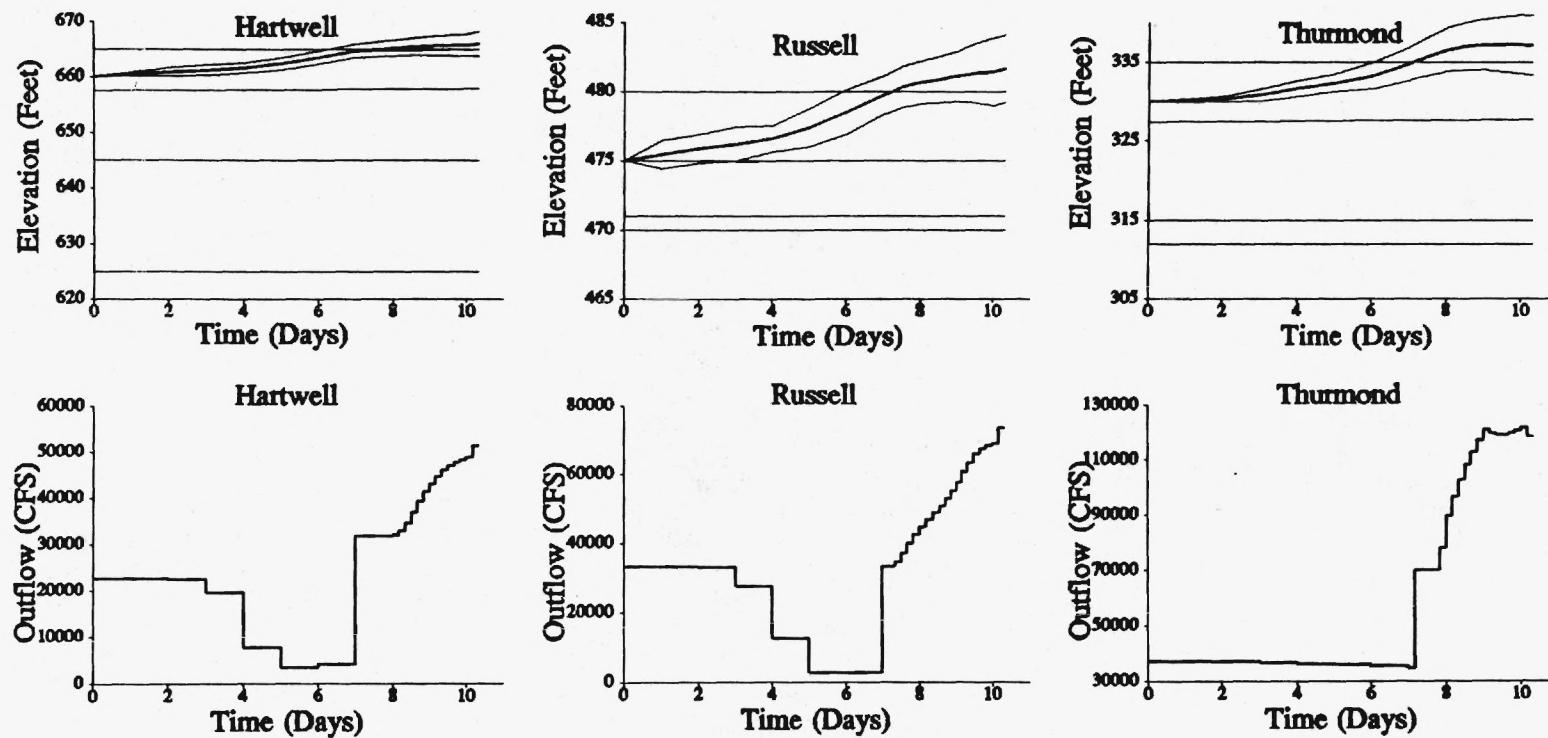 Hartwell
Elevation (Feet)
670
660
650
640
630
620
0 2 4 6 8 10
Time (Days)
Russell
Elevation (Feet)
485
480
475
470
465
0 2 4 6 8 10
Time (Days)
Thurmond
Elevation (Feet)
335
325
315
305
0 2 4 6 8 10
Time (Days)
Hartwell
Outflow (CFS)
60000
50000
40000
30000
20000
10000
0
0 2 4 6 8 10
Time (Days)
Russell
Outflow (CFS)
80000
60000
40000
20000
0
0 2 4 6 8 10
Time (Days)
Thurmond
Outflow (CFS)
130000
110000
90000
70000
50000
30000
0 2 4 6 8 10
Time (Days)